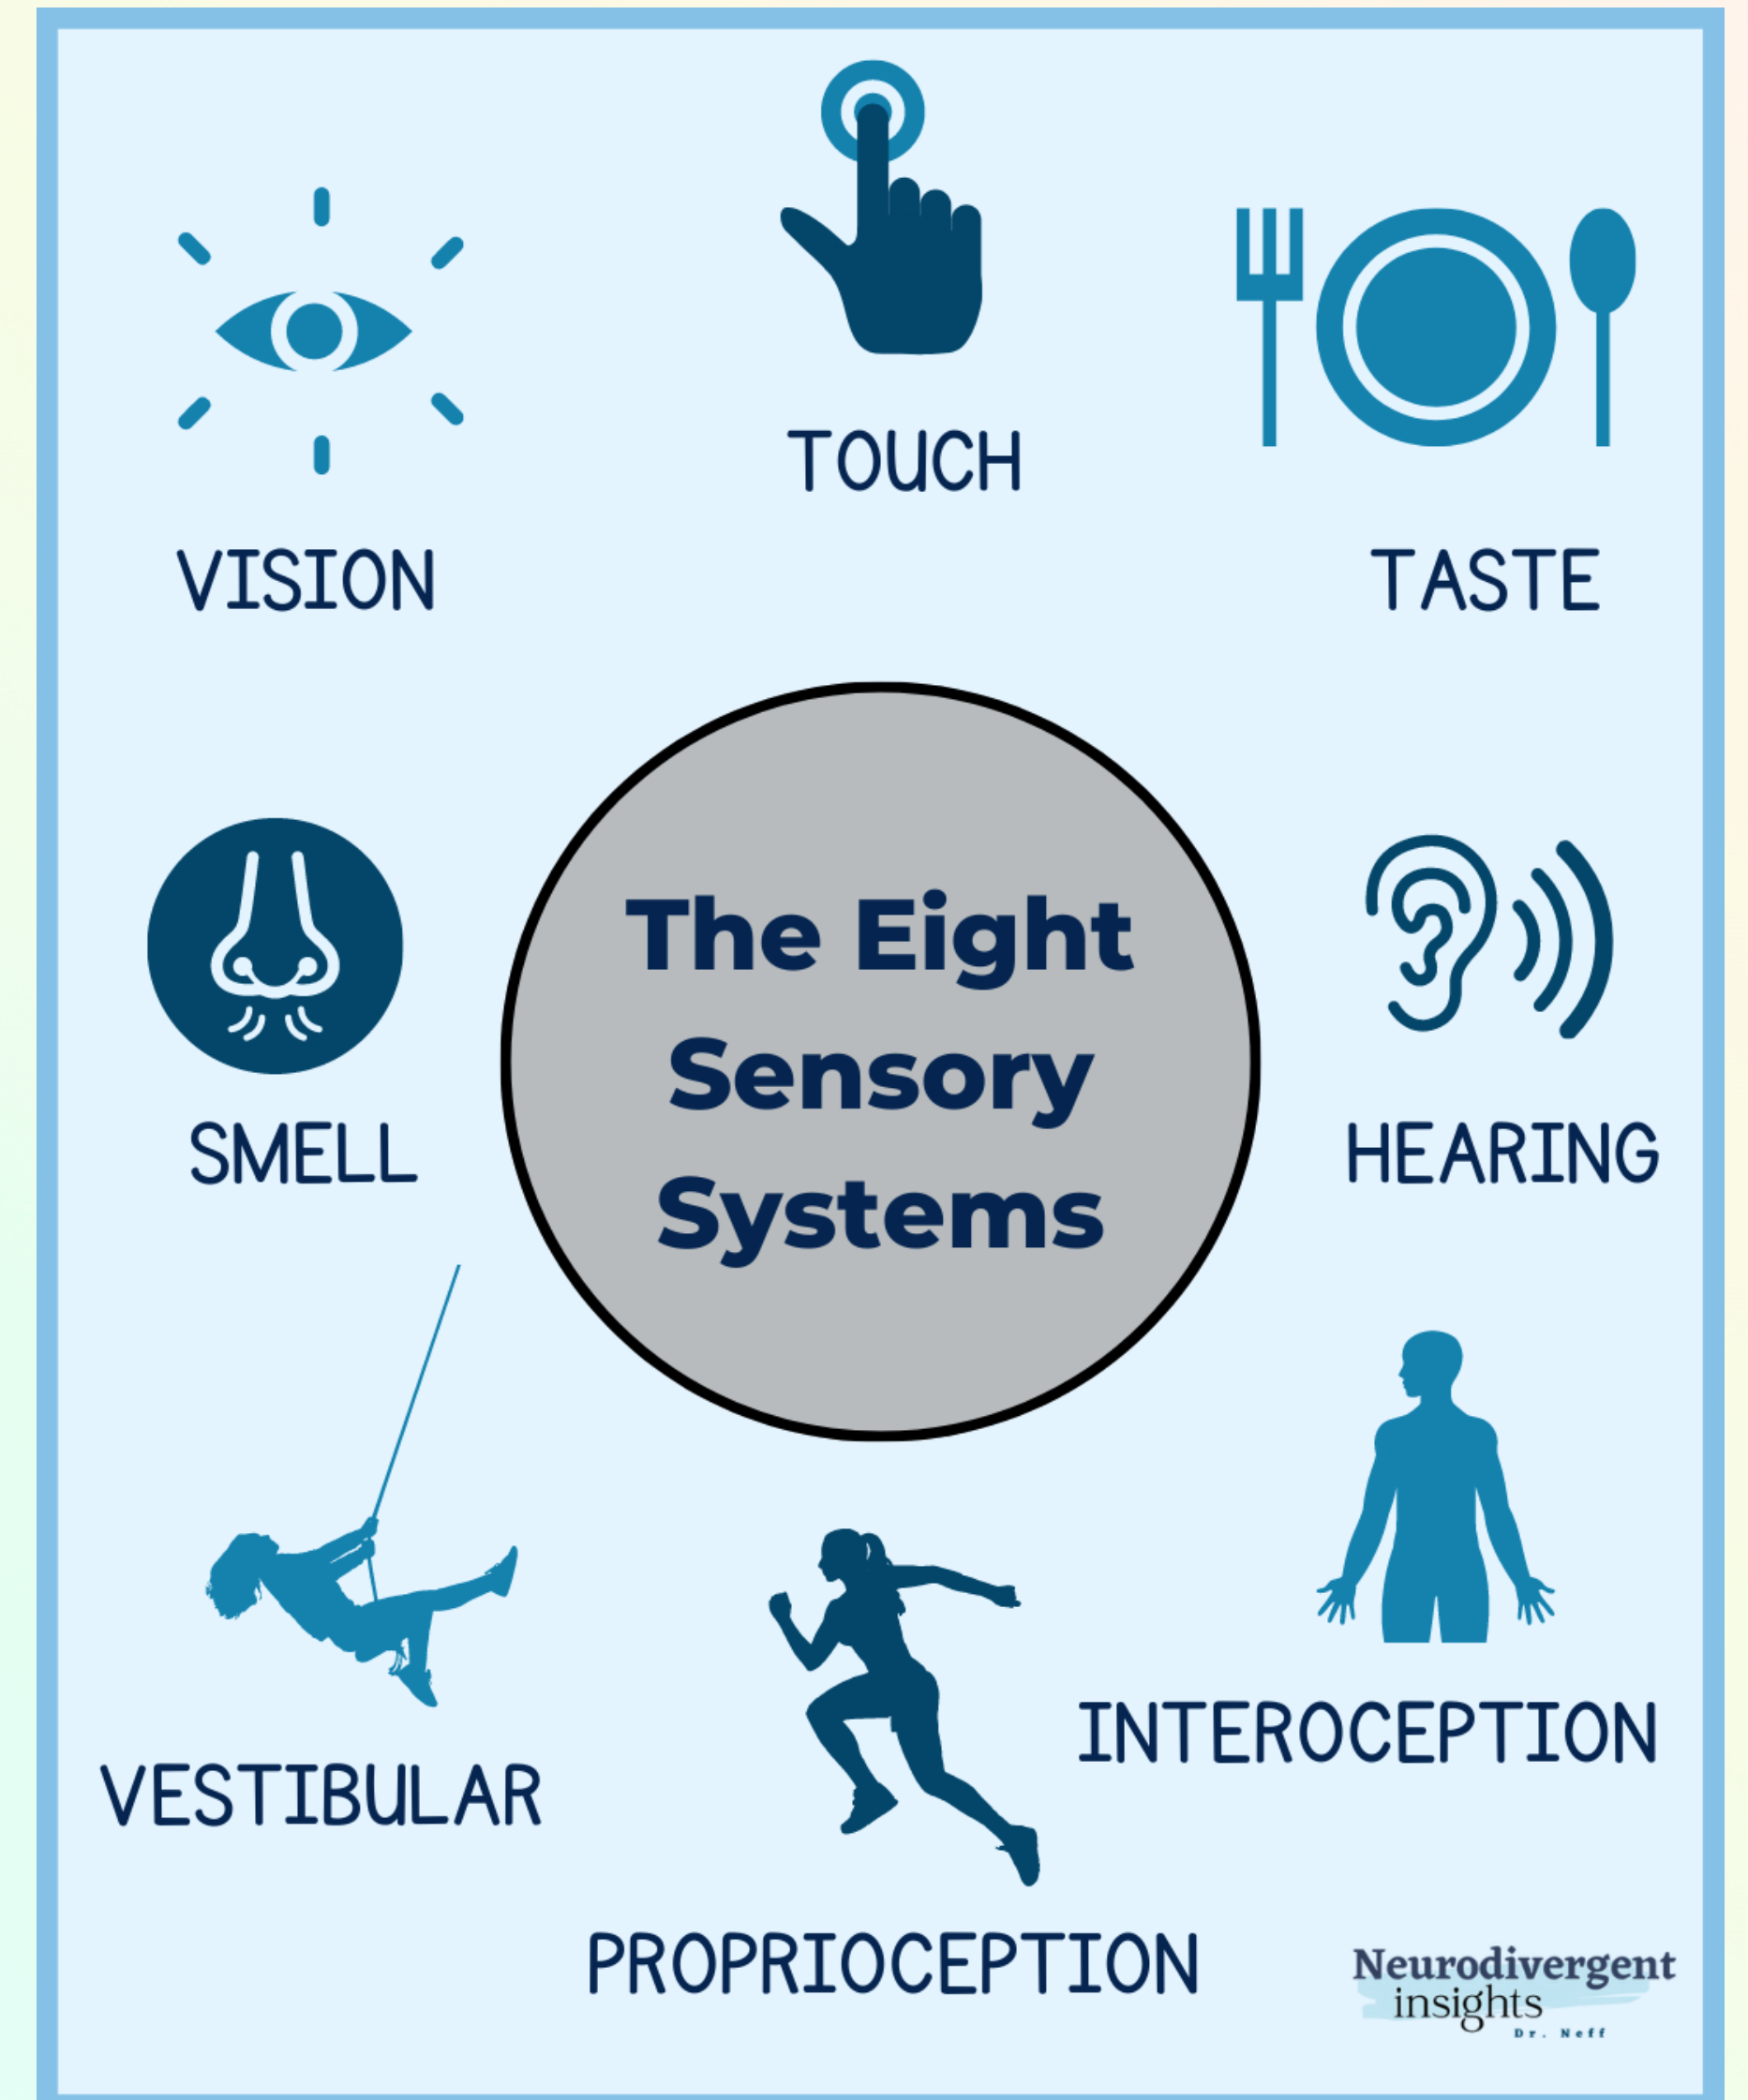 TOUCH
VISION
TASTE
The Eight
Sensory
Systems
SMELL
HEARING
INTEROCEPTION
VESTIBULAR
PROPRIOCEPTION
Neurodivergent
insights
Dr. Neff